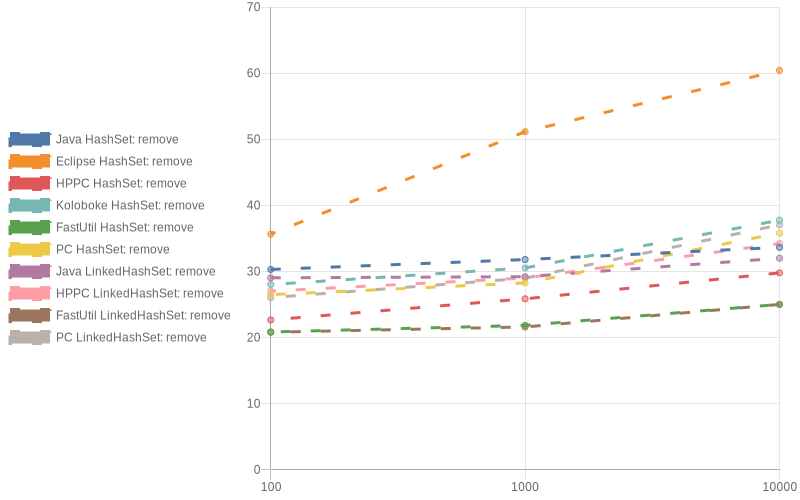 Java HashSet: remove
Eclipse HashSet: remove
HPPC HashSet: remove
Koloboke HashSet: remove
FastUtil HashSet: remove
PC HashSet: remove
Java LinkedHashSet: remove
HPPC LinkedHashSet: remove
FastUtil LinkedHashSet: remove
PC LinkedHashSet: remove
70
60
50
40
30
20
10
0
100 1000 10000